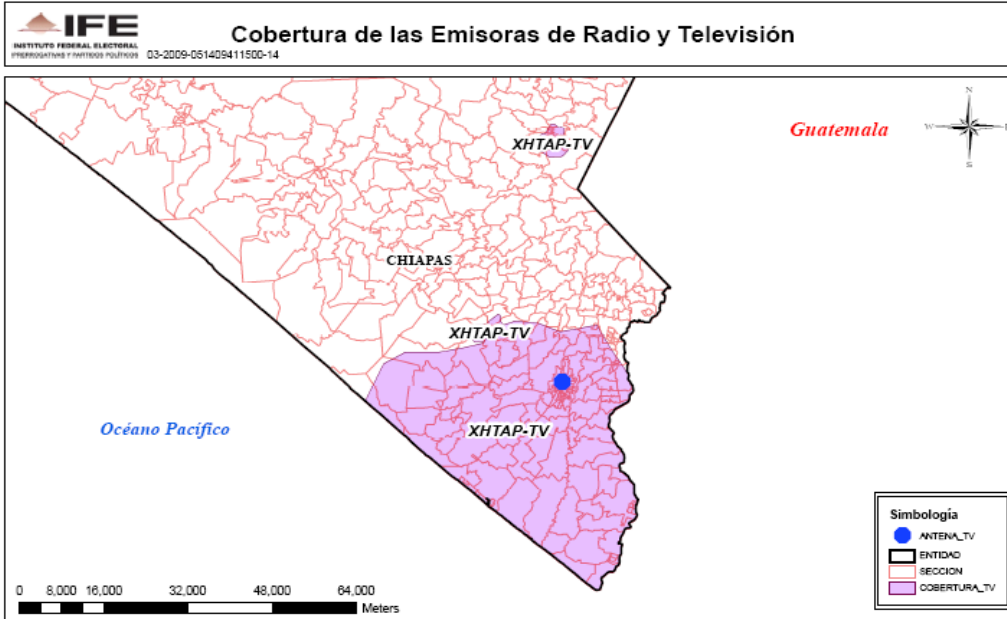 IFE
INSTITUTO FEDERAL ELECTORAL
PRERROGATIVAS Y PARTIDOS POLÍTICOS
03-2009-051409411500-14
Cobertura de las Emisoras de Radio y Televisión
N
W
S
Guatemala
XHTAP-TV
CHIAPAS
XHTAP-TV
XHTAP-TV
Océano Pacífico
Simbología
ANTENA_TV
ENTIDAD
SECCION
COBERTURA_TV
0 8,000 16,000 32,000 48,000 64,000
Meters